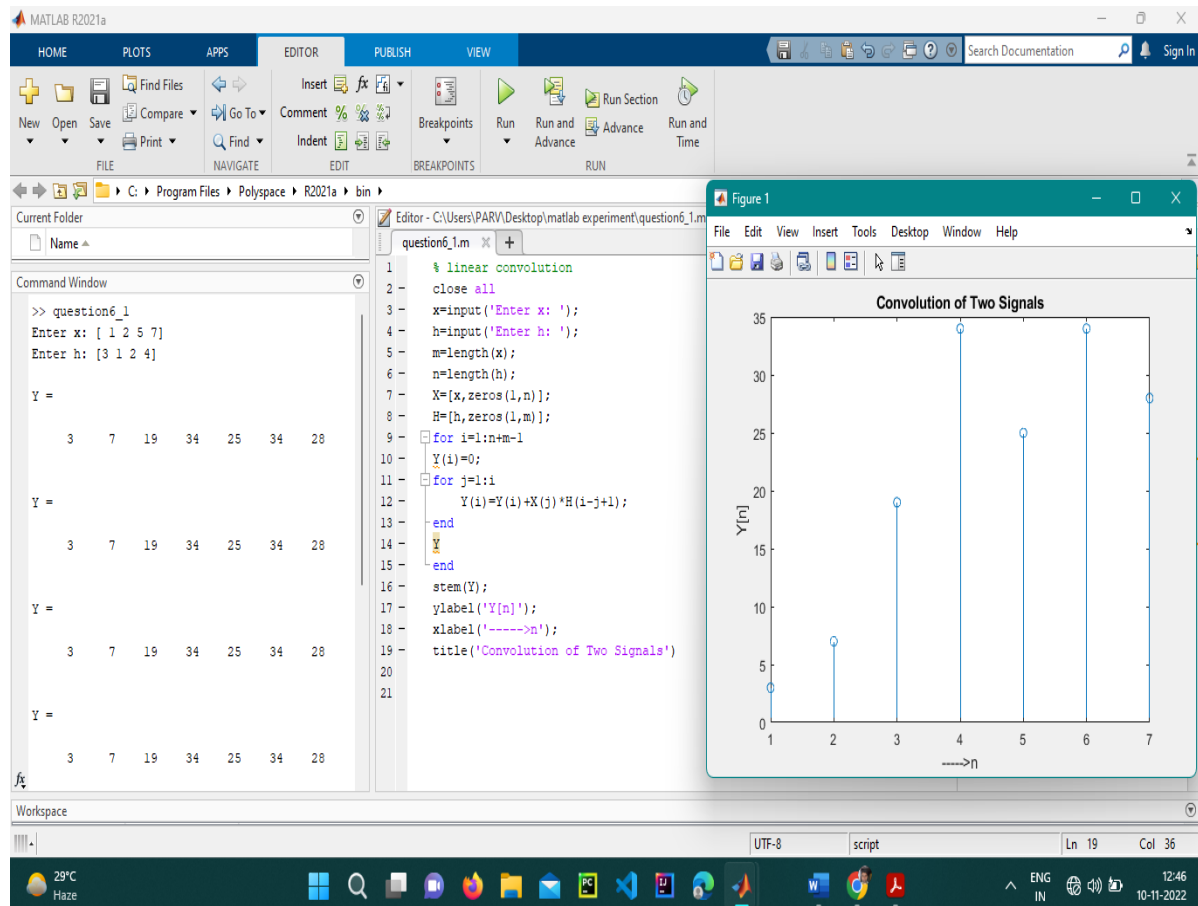 MATLAB R2021a
HOME PLOTS APPS EDITOR PUBLISH VIEW
Search Documentation
Sign In
New
Open
Save
Find Files
Compare
Print
FILE
Go To
Find
NAVIGATE
Insert fx
Comment %
Indent
EDIT
Breakpoints
BREAKPOINTS
Run
Run and Advance
Run Section
Advance
Run and Time
RUN
C: Program Files Polyspace R2021a bin
Current Folder
Name
Command Window
>> question6_1
Enter x: [ 1 2 5 7]
Enter h: [3 1 2 4]
Y =
3 7 19 34 25 34 28
Y =
3 7 19 34 25 34 28
Y =
3 7 19 34 25 34 28
Y =
3 7 19 34 25 34 28
fx
Editor - C:\Users\PARV\Desktop\matlab experiment\question6_1.m
question6_1.m
1 % linear convolution
2 - close all
3 - x=input('Enter x: ');
4 - h=input('Enter h: ');
5 - m=length(x);
6 - n=length(h);
7 - X=[x,zeros(1,n)];
8 - H=[h,zeros(1,m)];
9 - for i=1:n+m-1
10 - Y(i)=0;
11 - for j=1:i
12 - Y(i)=Y(i)+X(j)*H(i-j+1);
13 - end
14 - Y
15 - end
16 - stem(Y);
17 - ylabel('Y[n]');
18 - xlabel('----->n');
19 - title('Convolution of Two Signals')
20
21
Figure 1
File Edit View Insert Tools Desktop Window Help
Convolution of Two Signals
35
30
25
20
15
10
5
0
Y[n]
1 2 3 4 5 6 7
----->n
Workspace
UTF-8 script Ln 19 Col 36
29°C
Haze
PC
W
ENG
IN
12:46
10-11-2022